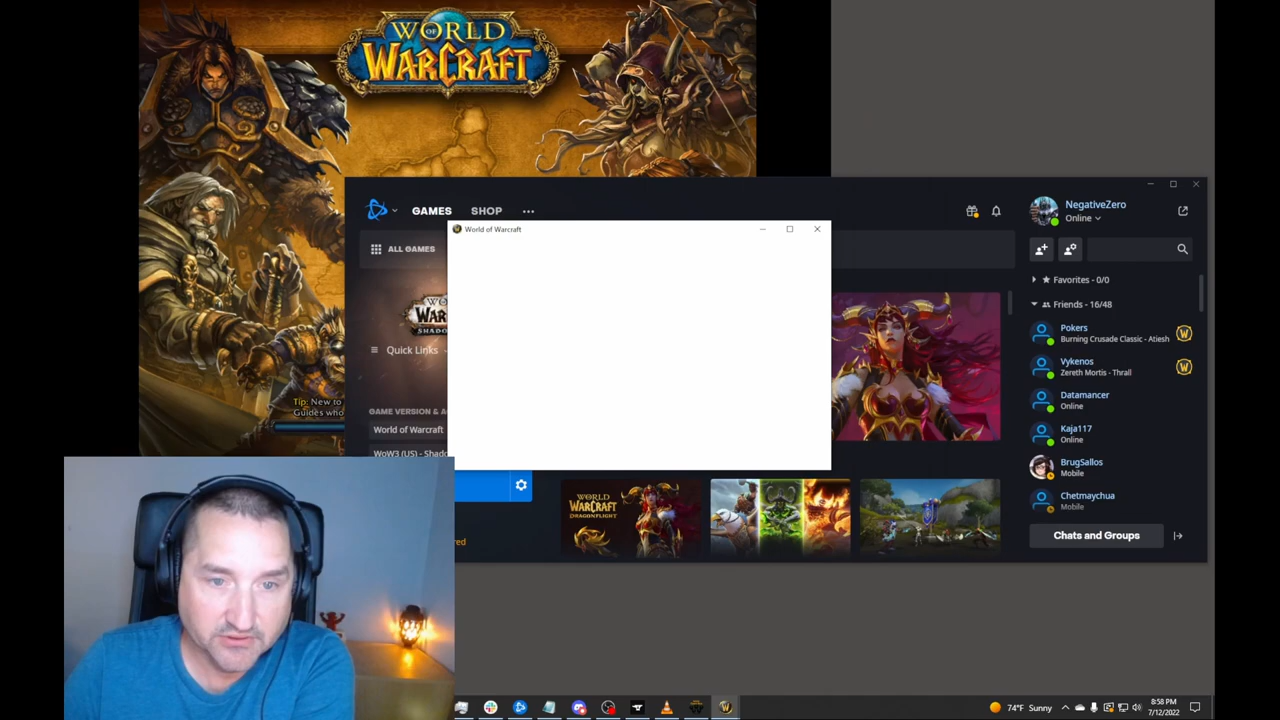 WORLD
OF
WARCRAFT
GAMES
SHOP
NegativeZero
Online
ALL GAMES
World of Warcraft
Favorites - 0/0
Friends - 16/48
Pokers
Burning Crusade Classic - Atiesh
Vykenos
Zereth Mortis - Thrall
Datamancer
Online
Kaja117
Online
BrugSallos
Mobile
Chetmaychua
Mobile
Chats and Groups
Quick Links
Tip: New to
Guides who
GAME VERSION & A
World of Warcraft
WoW3 (US) - Shado
WORLD
WARCRAFT
DRAGONFLIGHT
red
74°F Sunny
8:58 PM
7/12/2022